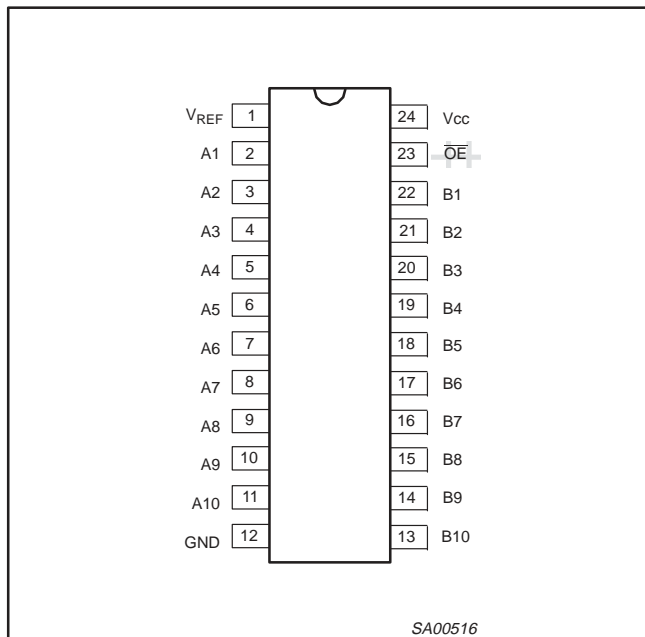 VREF 1 24 Vcc
A1 2 23 O̅E̅
A2 3 22 B1
A3 4 21 B2
A4 5 20 B3
A5 6 19 B4
A6 7 18 B5
A7 8 17 B6
A8 9 16 B7
A9 10 15 B8
A10 11 14 B9
GND 12 13 B10
SA00516